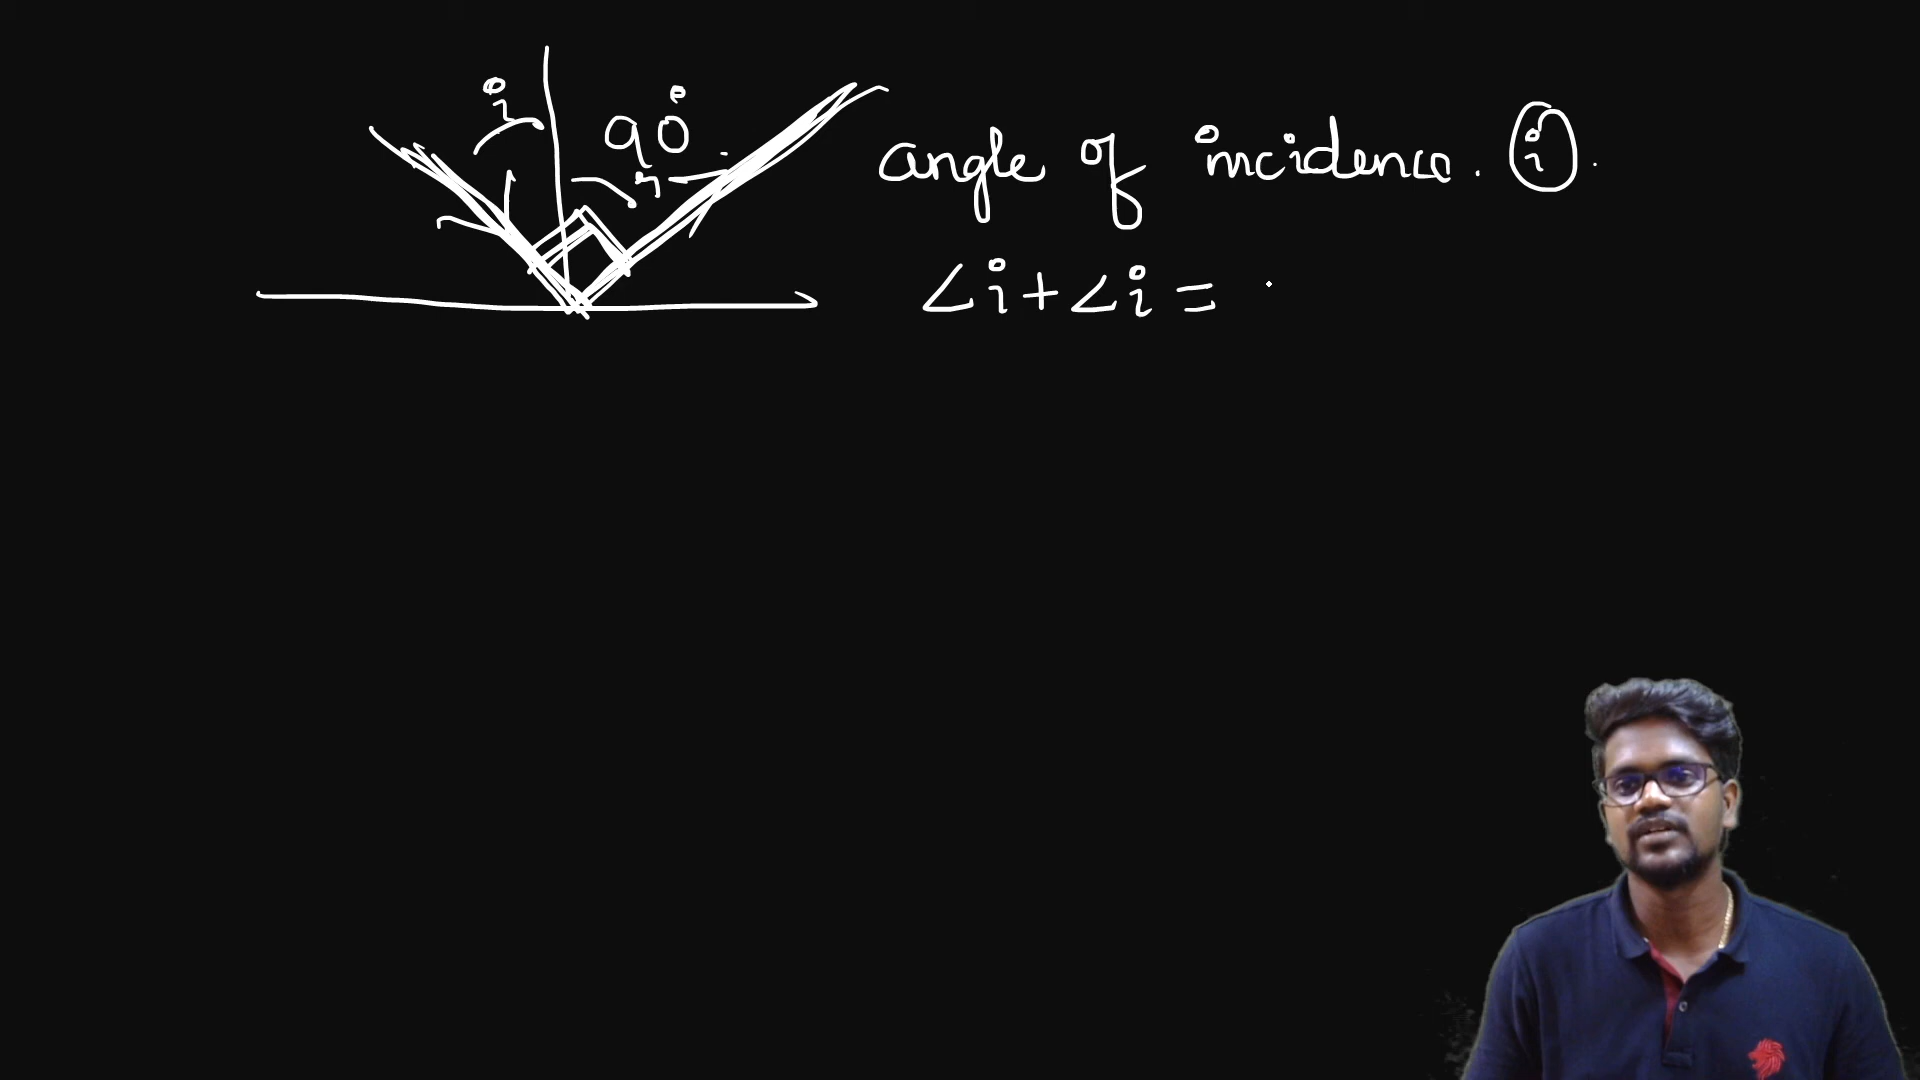 i
90°
r
angle of incidence. i.
∠i+∠i =